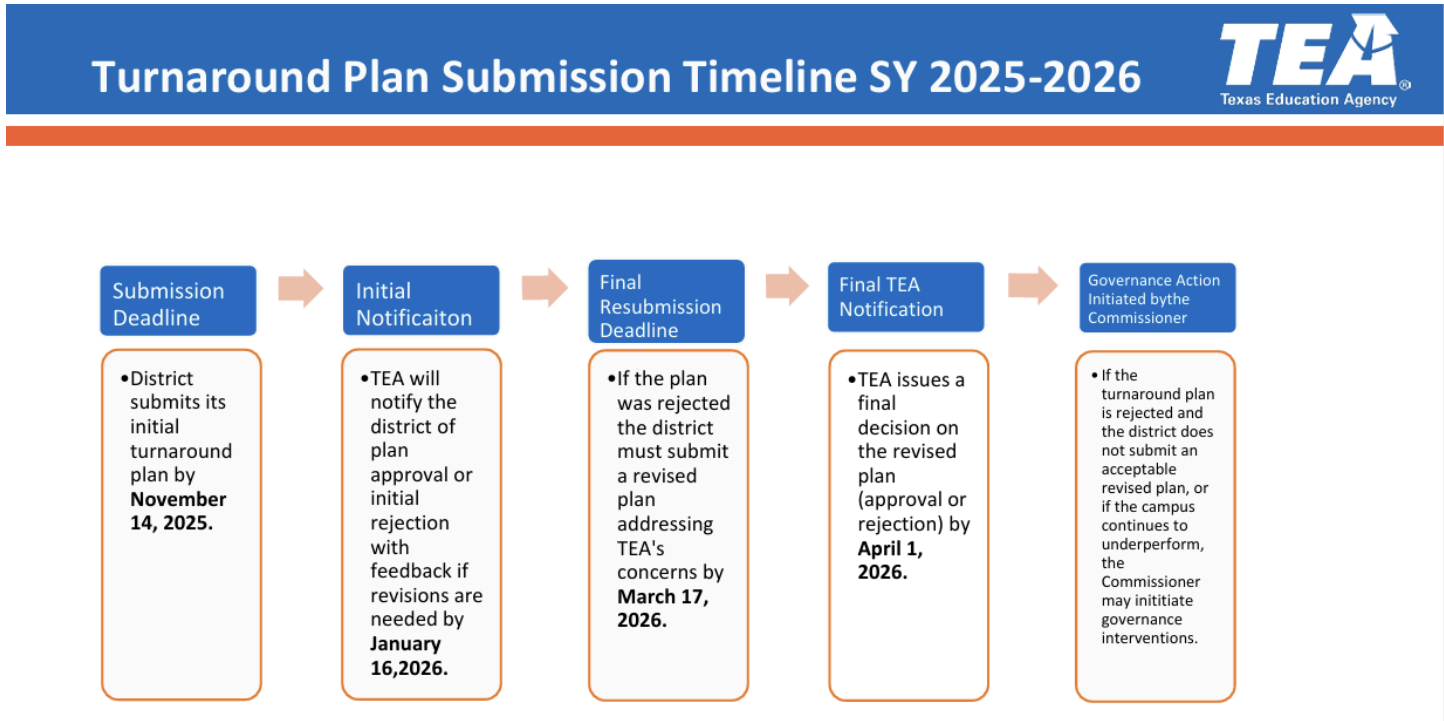 Turnaround Plan Submission Timeline SY 2025-2026
TEA®
Texas Education Agency
Submission
Deadline
•District
submits its
initial
turnaround
plan by
November
14, 2025.
Initial
Notificaiton
•TEA will
notify the
district of
plan
approval or
initial
rejection
with
feedback if
revisions are
needed by
January
16,2026.
Final
Resubmission
Deadline
•If the plan
was rejected
the district
must submit
a revised
plan
addressing
TEA's
concerns by
March 17,
2026.
Final TEA
Notification
•TEA issues a
final
decision on
the revised
plan
(approval or
rejection) by
April 1,
2026.
Governance Action
Initiated bythe
Commissioner
• If the
turnaround plan
is rejected and
the district does
not submit an
acceptable
revised plan, or
if the campus
continues to
underperform,
the
Commissioner
may inititiate
governance
interventions.